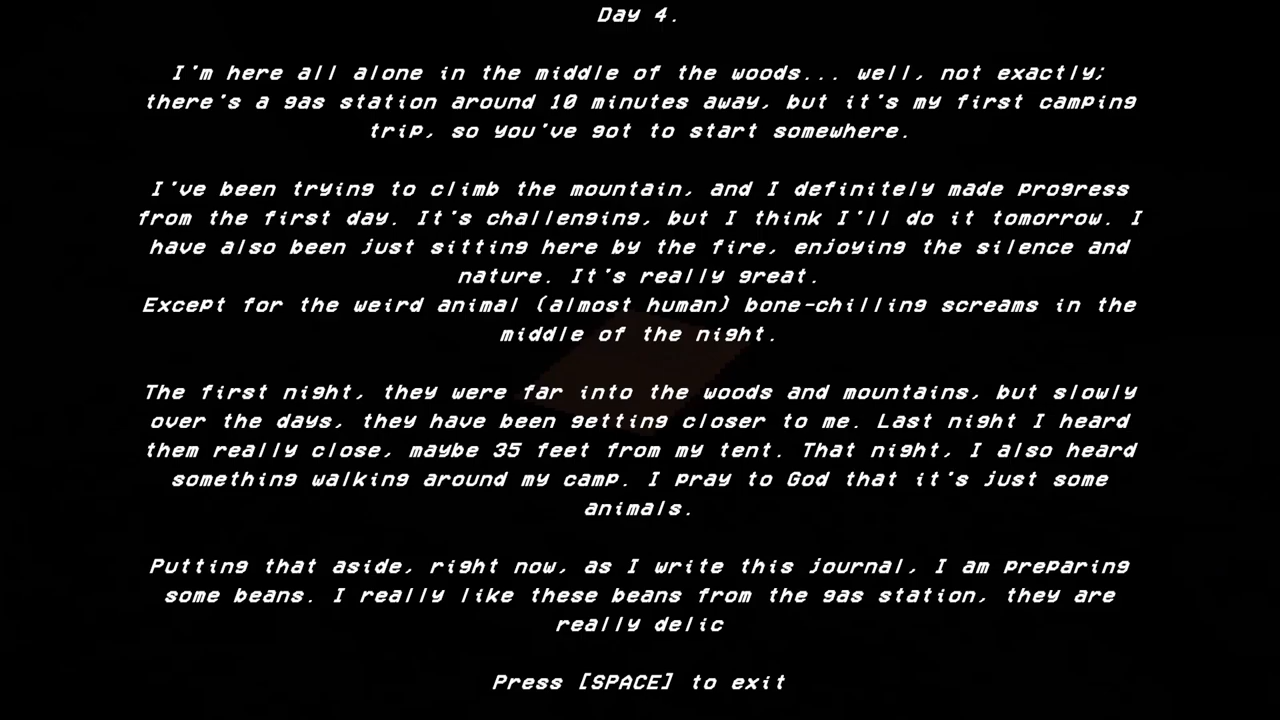 Day 4.
I'm here all alone in the middle of the woods... well, not exactly;
there's a gas station around 10 minutes away, but it's my first camping
trip, so you've got to start somewhere.
I've been trying to climb the mountain, and I definitely made progress
from the first day. It's challenging, but I think I'll do it tomorrow. I
have also been just sitting here by the fire, enjoying the silence and
nature. It's really great.
Except for the weird animal (almost human) bone-chilling screams in the
middle of the night.
The first night, they were far into the woods and mountains, but slowly
over the days, they have been getting closer to me. Last night I heard
them really close, maybe 35 feet from my tent. That night, I also heard
something walking around my camp. I pray to God that it's just some
animals.
Putting that aside, right now, as I write this journal, I am preparing
some beans. I really like these beans from the gas station, they are
really delic
Press [SPACE] to exit